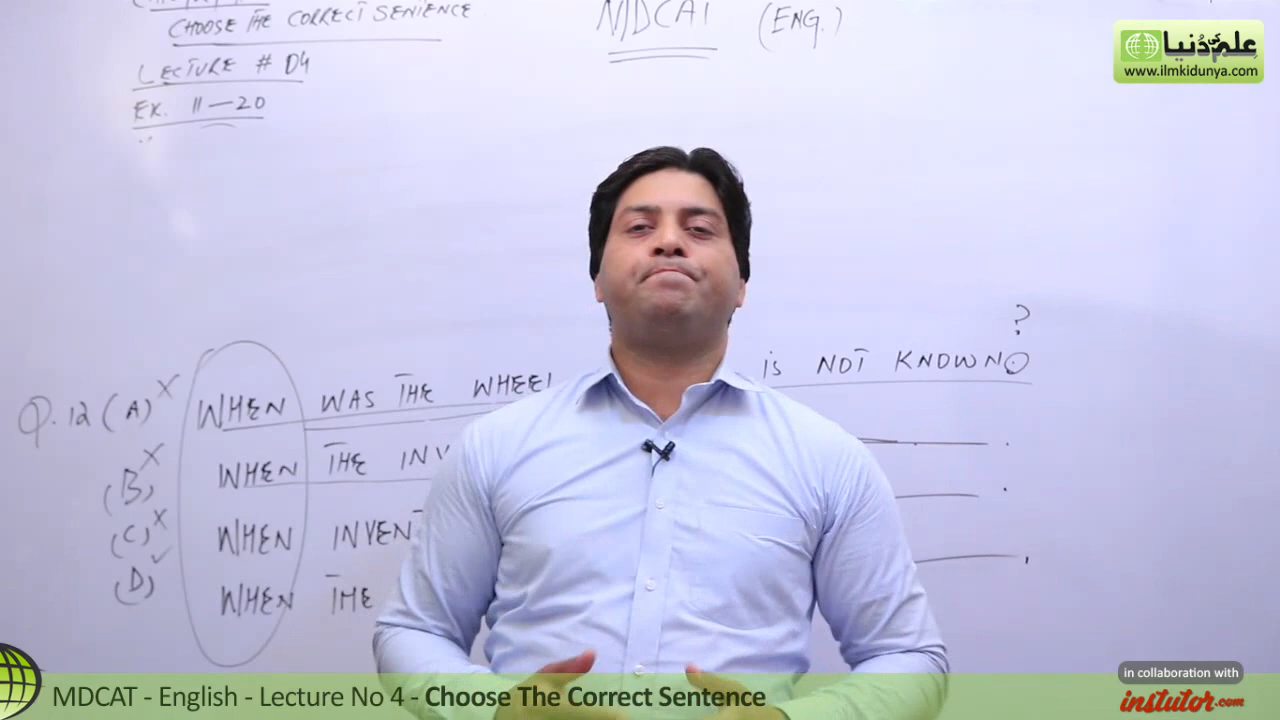 CHOOSE THE CORRECT SENTENCE
LECTURE # 04
EX. 11—20
MDCAT (ENG.)
علم کی دُنیا
www.ilmkidunya.com
?
Q.12 (A) X WHEN WAS THE WHEEL IS NOT KNOWN
(B) X WHEN THE INV
(C) X WHEN INVENT
(D) ✓ WHEN THE
MDCAT - English - Lecture No 4 - Choose The Correct Sentence
in collaboration with
instutor.com